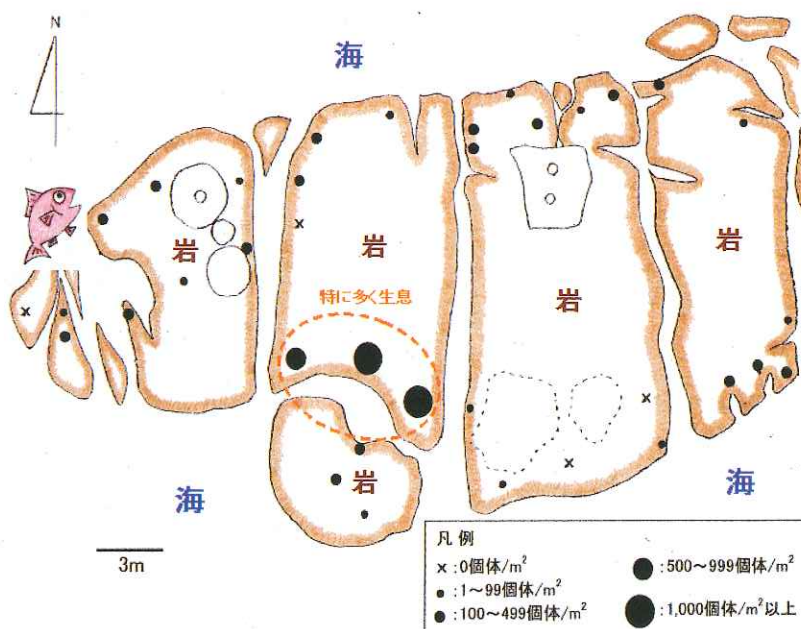 N
海
岩
岩
岩
岩
特に多く生息
岩
海
海
3m
凡例
×:0個体/m²
●:1～99個体/m²
●:100～499個体/m²
●:500～999個体/m²
●:1,000個体/m²以上